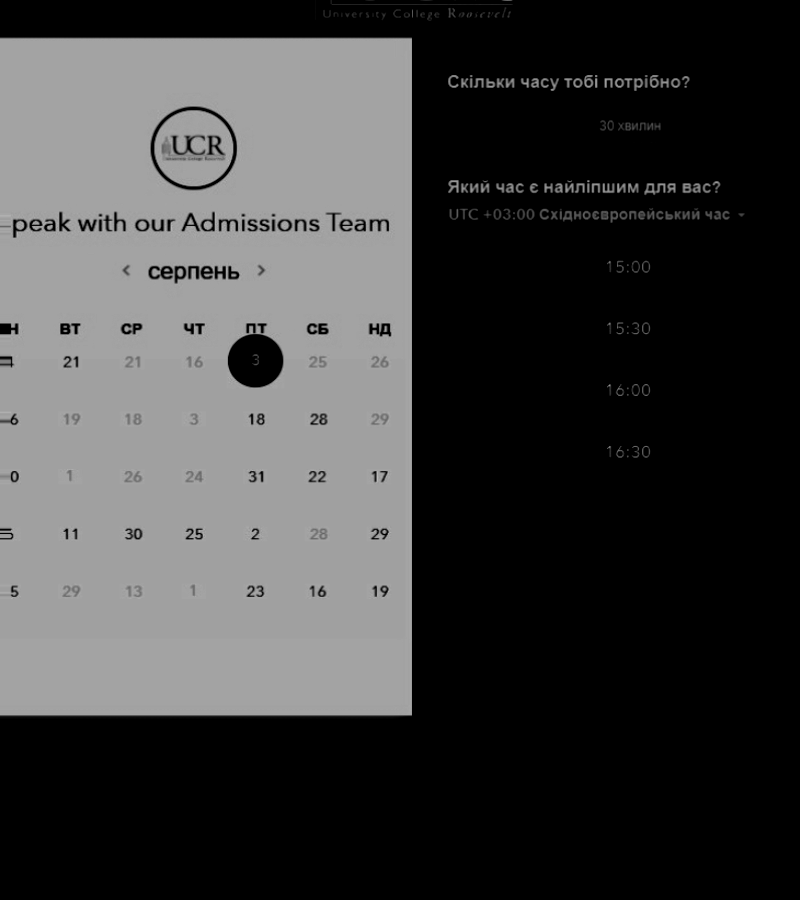 University College Roosevelt
UCR
University College Roosevelt
peak with our Admissions Team
‹ серпень ›
ВТ СР ЧТ ПТ СБ НД
21 21 16 3 25 26
6 19 18 3 18 28 29
0 1 26 24 31 22 17
11 30 25 2 28 29
5 29 13 1 23 16 19
Скільки часу тобі потрібно?
30 хвилин
Який час є найліпшим для вас?
UTC +03:00 Східноєвропейський час
15:00
15:30
16:00
16:30